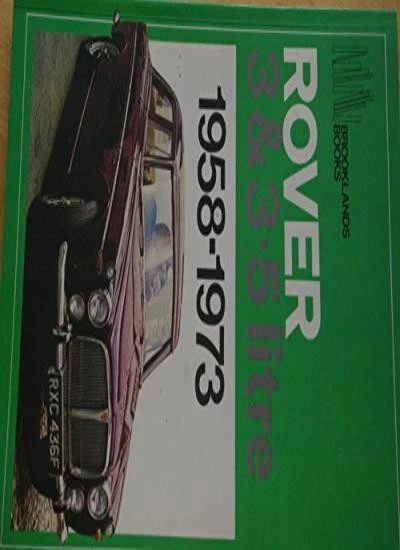 BROOKLANDS
BOOKS
ROVER
3 & 3·5 litre
1958-1973
RXC 436F